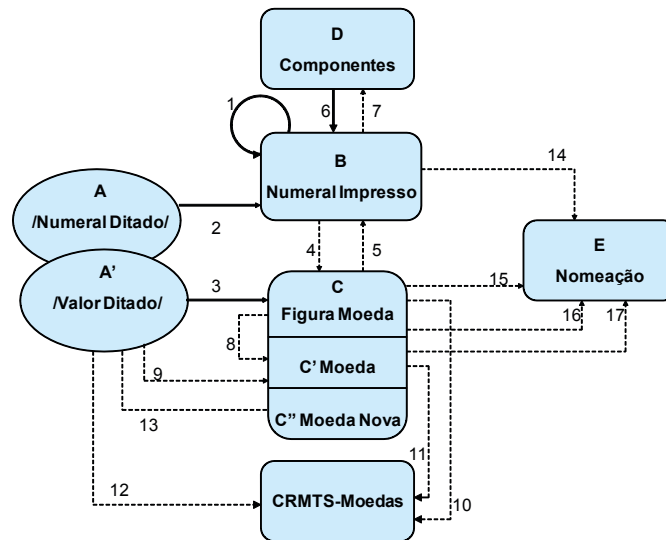 D
Componentes
1
6
7
B
Numeral Impresso
14
A
/Numeral Ditado/
2
4
5
E
Nomeação
A'
/Valor Ditado/
3
C
Figura Moeda
15
16
17
8
C' Moeda
9
13
C" Moeda Nova
11
12
CRMTS-Moedas
10